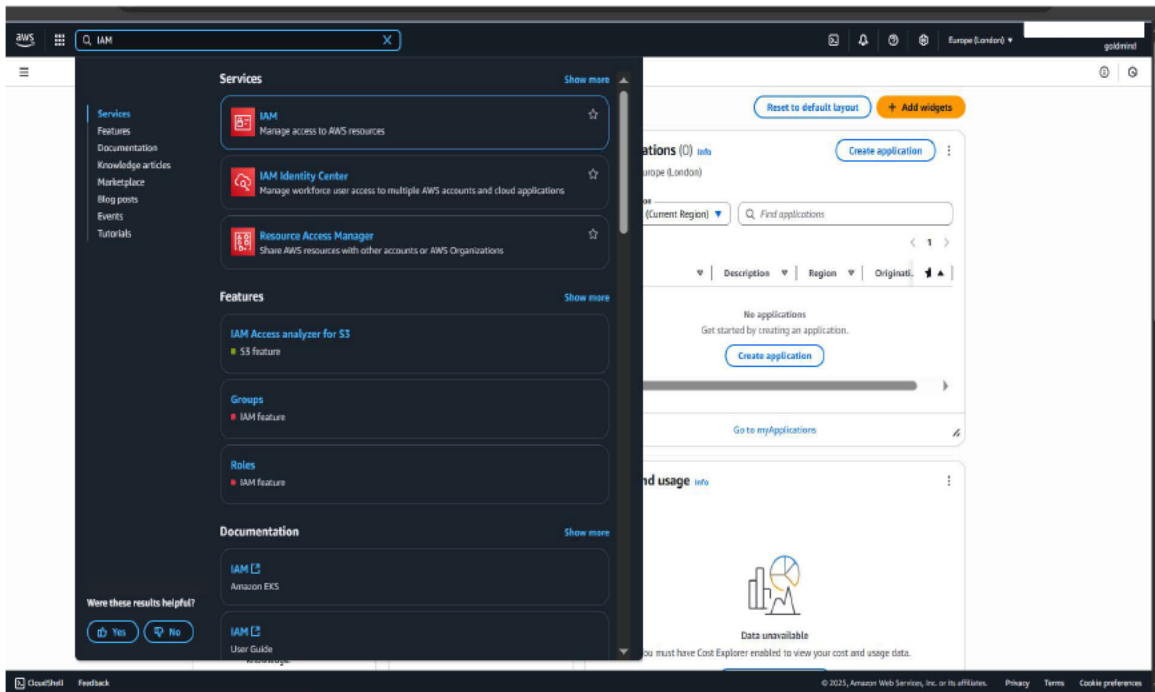 aws
IAM
Europe (London)
goldmind
Services
Show more
Services
Features
Documentation
Knowledge articles
Marketplace
Blog posts
Events
Tutorials
IAM
Manage access to AWS resources
IAM Identity Center
Manage workforce user access to multiple AWS accounts and cloud applications
Resource Access Manager
Share AWS resources with other accounts or AWS Organizations
Features
Show more
IAM Access analyzer for S3
S3 feature
Groups
IAM feature
Roles
IAM feature
Documentation
Show more
IAM
Amazon EKS
IAM
User Guide
Were these results helpful?
Yes
No
Reset to default layout
+ Add widgets
ations (0) Info
Create application
urope (London)
(Current Region)
Find applications
1
Description
Region
Originati.
No applications
Get started by creating an application.
Create application
Go to myApplications
nd usage Info
Data unavailable
ou must have Cost Explorer enabled to view your cost and usage data.
CloudShell
Feedback
© 2025, Amazon Web Services, Inc. or its affiliates.
Privacy
Terms
Cookie preferences